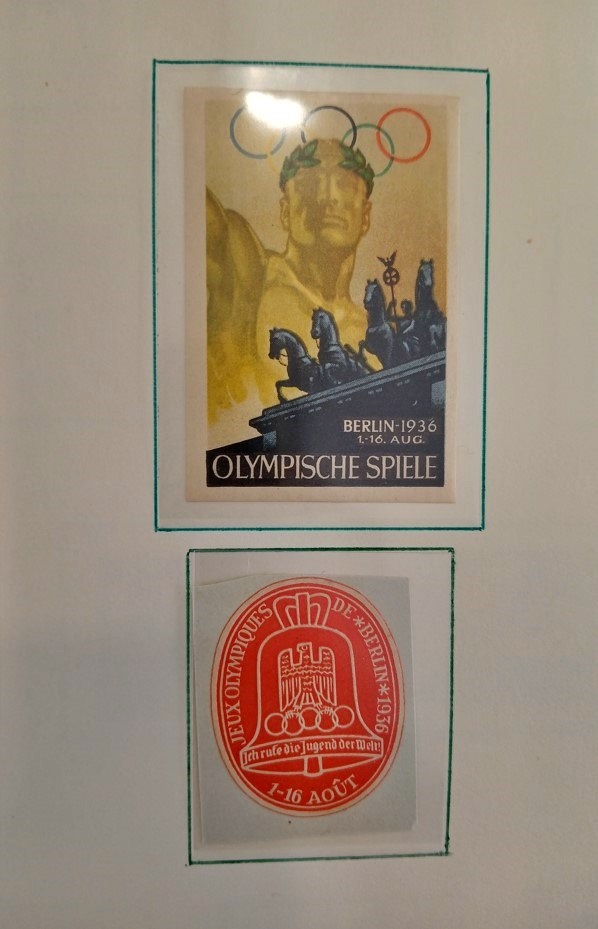 BERLIN-1936
1.-16. AUG.
OLYMPISCHE SPIELE
JEUX OLYMPIQUES DE*BERLIN*1936
Ich rufe die Jugend der Welt!
1-16 AOÛT